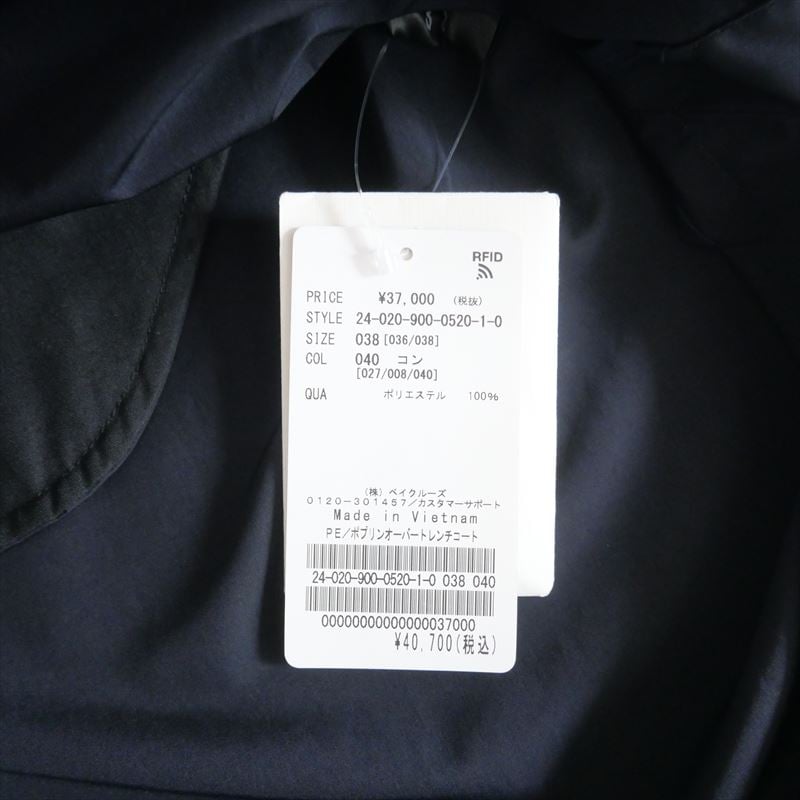 RFID
PRICE ¥37,000 (税抜)
STYLE 24-020-900-0520-1-0
SIZE 038 [036/038]
COL 040 コン
[027/008/040]
QUA ポリエステル 100%
(株)ベイクルーズ
0120-301457/カスタマーサポート
Made in Vietnam
PE/ポプリンオーバートレンチコート
24-020-900-0520-1-0 038 040
00000000000000037000
¥40,700(税込)